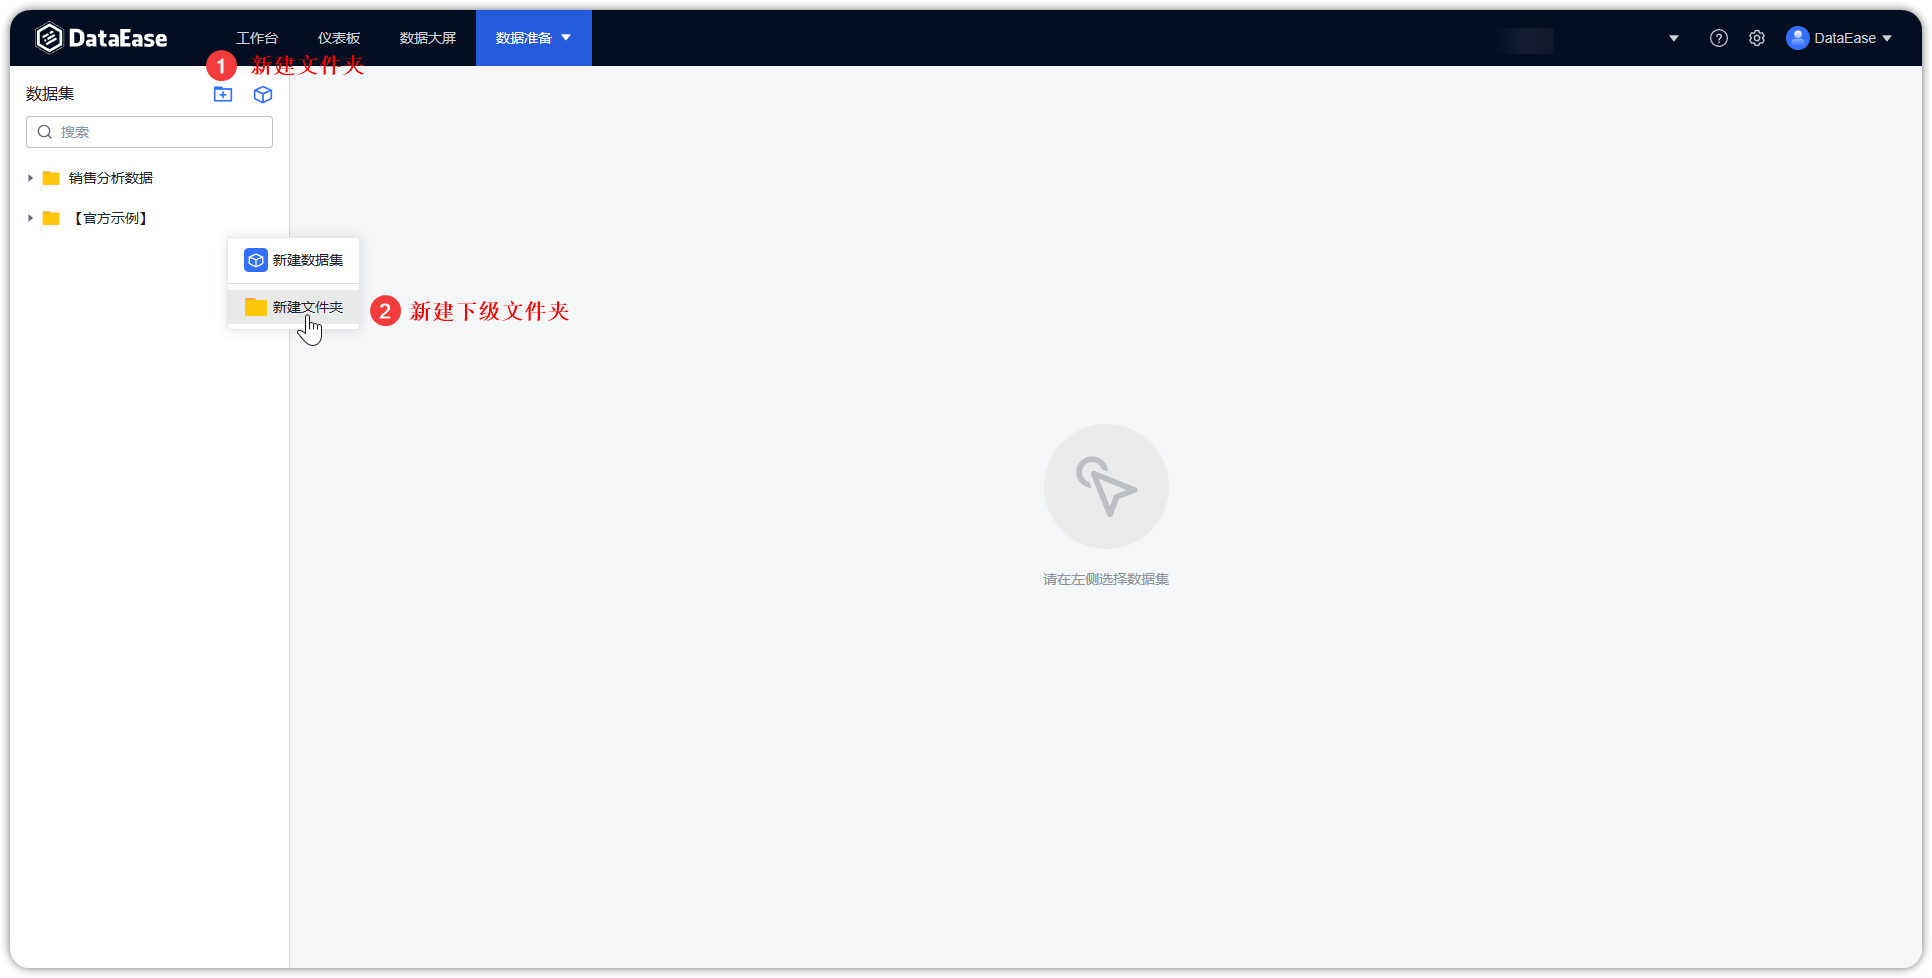 DataEase 工作台 仪表板 数据大屏 数据准备 DataEase
1 新建文件夹
数据集
搜索
销售分析数据
【官方示例】
新建数据集
新建文件夹
2 新建下级文件夹
请在左侧选择数据集